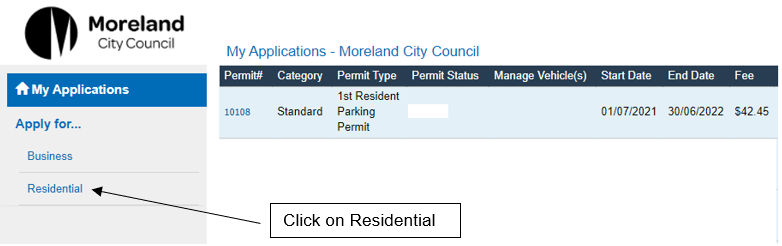 Moreland
City Council
My Applications - Moreland City Council
My Applications
Apply for...
Business
Residential
Permit# Category Permit Type Permit Status Manage Vehicle(s) Start Date End Date Fee
10108 Standard 1st Resident Parking Permit 01/07/2021 30/06/2022 $42.45
Click on Residential